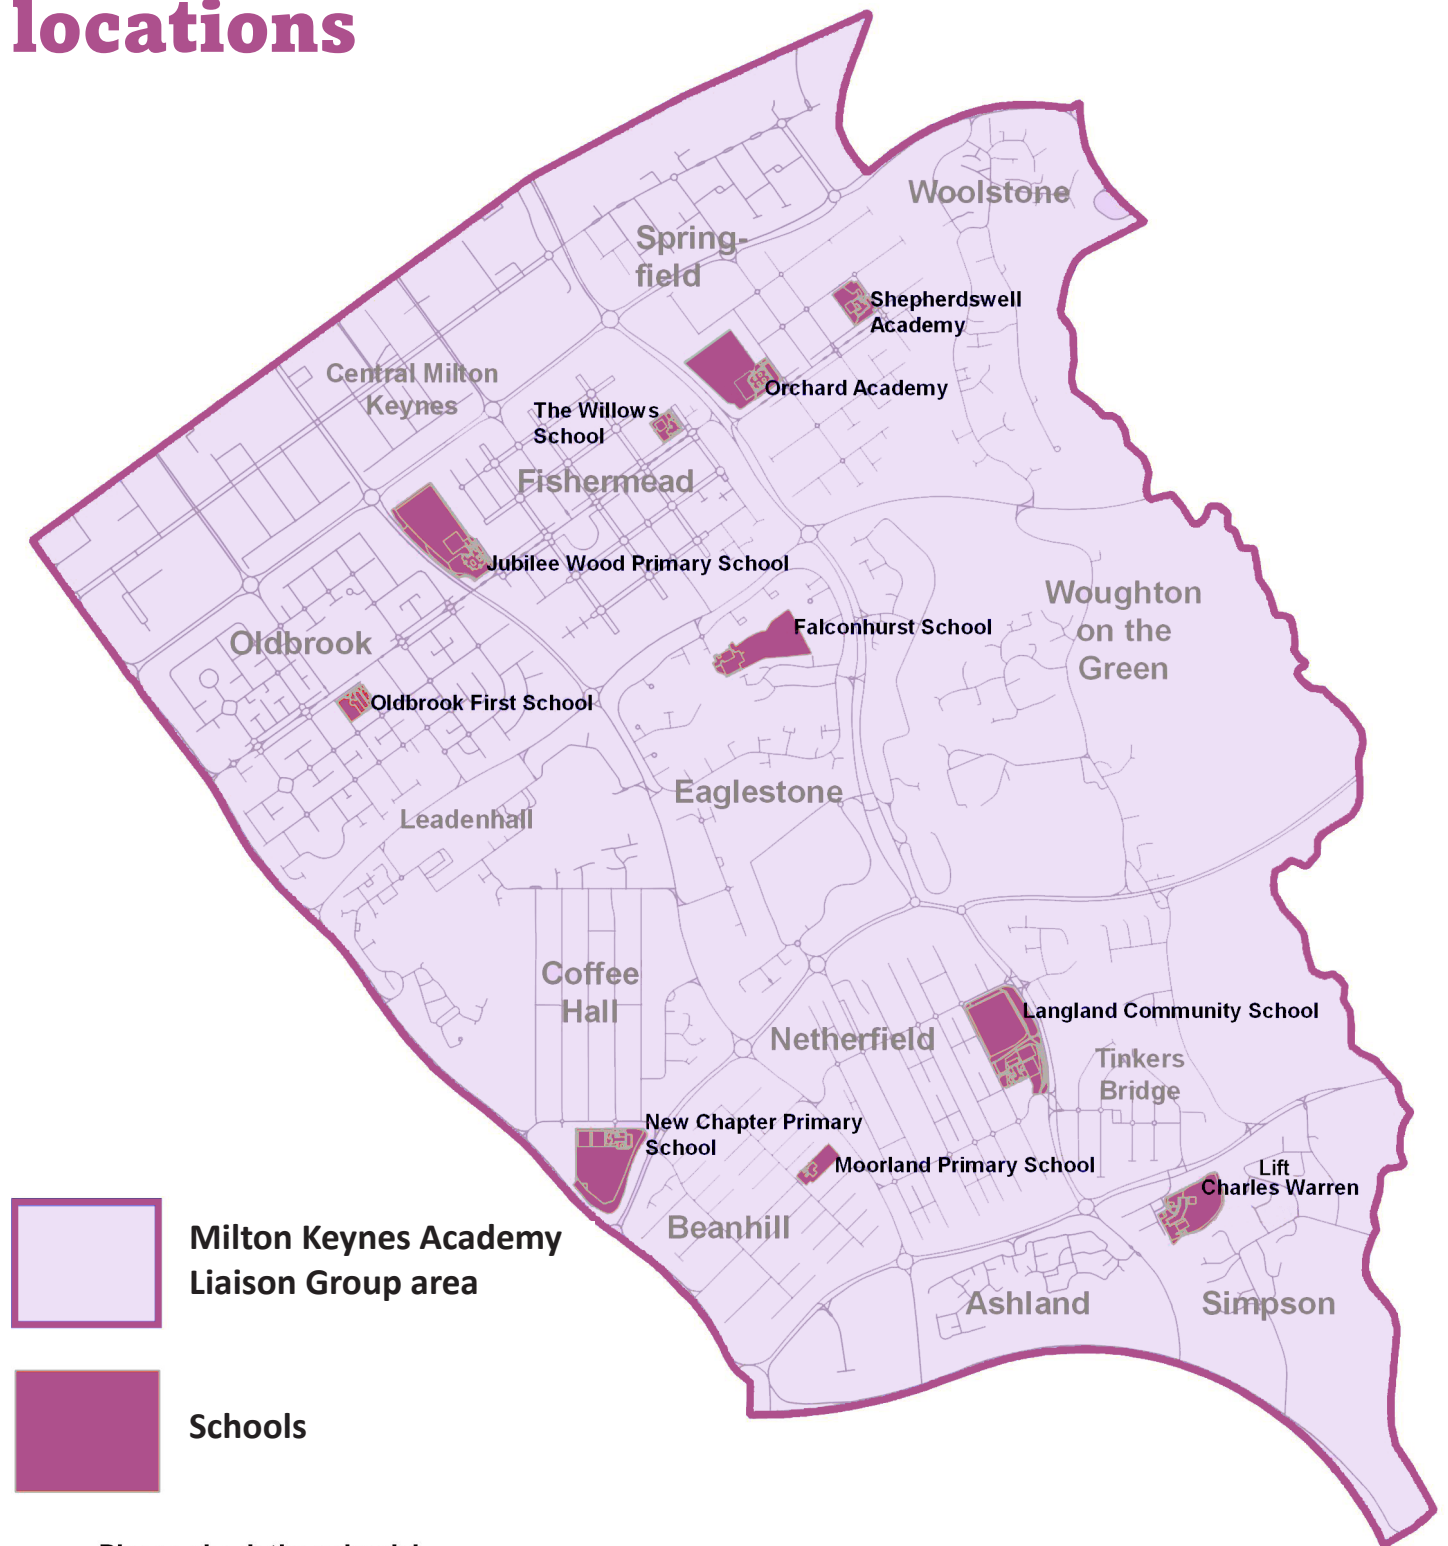 locations
Woolstone
Spring-
field
Shepherdswell
Academy
Central Milton
Keynes
Orchard Academy
The Willows
School
Fishermead
Jubilee Wood Primary School
Woughton
on the
Green
Falconhurst School
Oldbrook
Oldbrook First School
Eaglestone
Leadenhall
Coffee
Hall
Langland Community School
Netherfield
Tinkers
Bridge
New Chapter Primary
School
Moorland Primary School
Lift
Charles Warren
Beanhill
Ashland
Simpson
Milton Keynes Academy
Liaison Group area
Schools